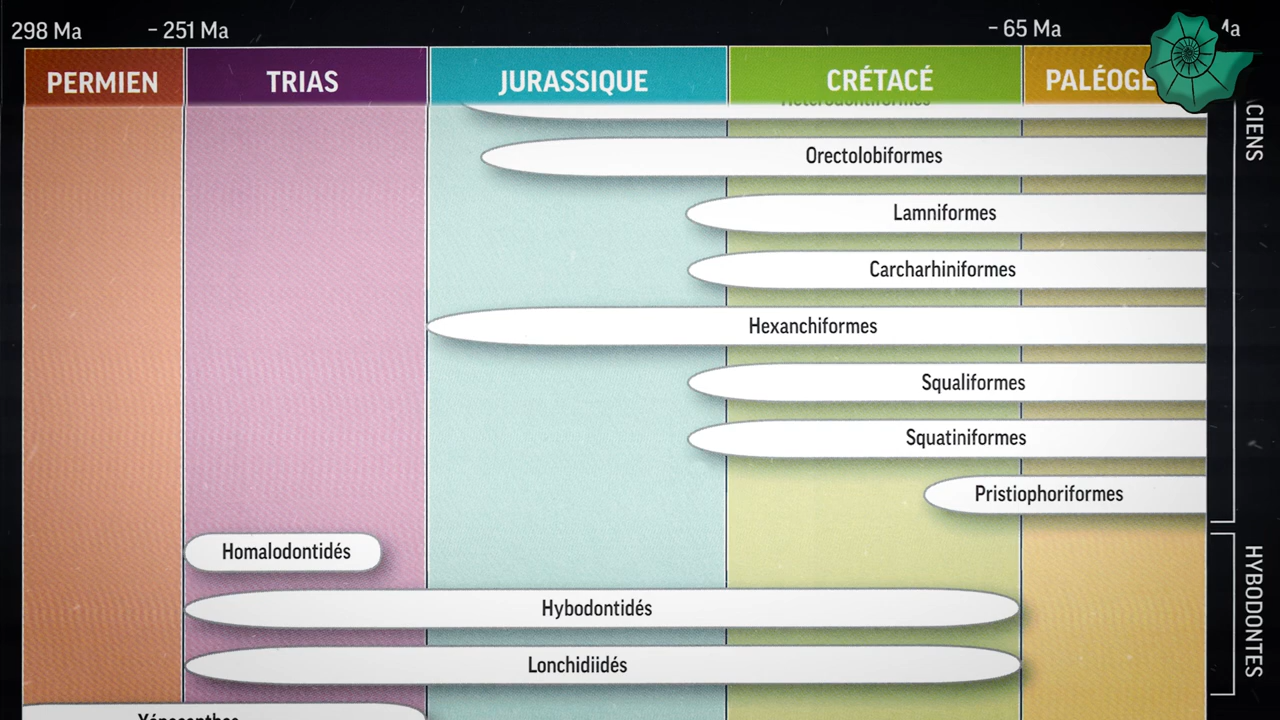 298 Ma
- 251 Ma
- 65 Ma
PERMIEN
TRIAS
JURASSIQUE
CRÉTACÉ
Hétérodontiformes
Orectolobiformes
Lamniformes
Carcharhiniformes
Hexanchiformes
Squaliformes
Squatiniformes
Pristiophoriformes
Homalodontidés
Hybodontidés
Lonchidiidés
HYBODONTES